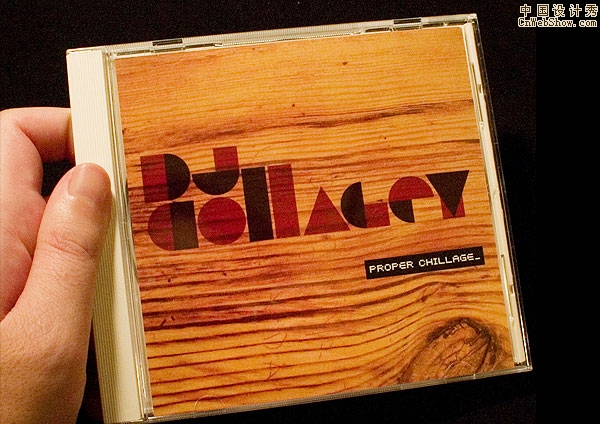 中国设计秀
CnWebShow.com
DJ
Collagey
PROPER CHILLAGE_